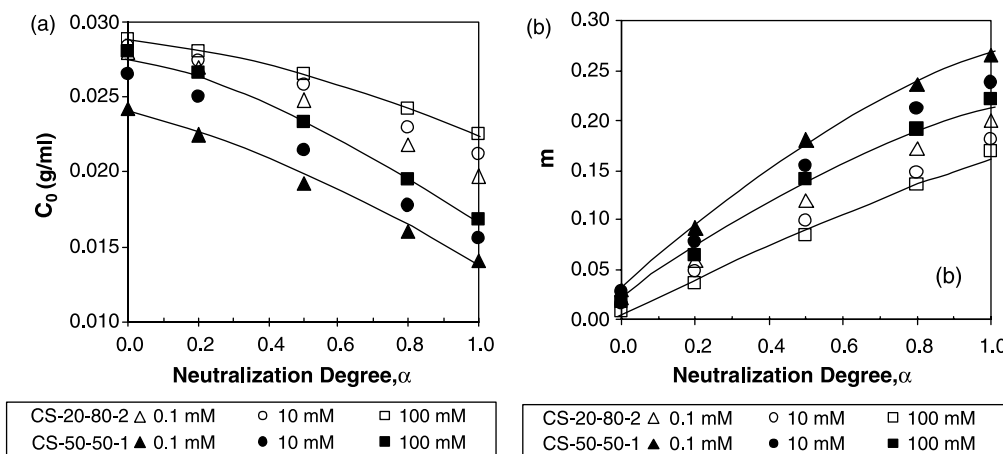 (a)
0.030
0.025
0.020
0.015
0.010
C₀ (g/ml)
0.0 0.2 0.4 0.6 0.8 1.0
Neutralization Degree,α
CS-20-80-2 △ 0.1 mM ○ 10 mM □ 100 mM
CS-50-50-1 ▲ 0.1 mM ● 10 mM ■ 100 mM
(b)
0.30
0.25
0.20
0.15
0.10
0.05
0.00
m
(b)
0.0 0.2 0.4 0.6 0.8 1.0
Neutralization Degree,α
CS-20-80-2 △ 0.1 mM ○ 10 mM □ 100 mM
CS-50-50-1 ▲ 0.1 mM ● 10 mM ■ 100 mM